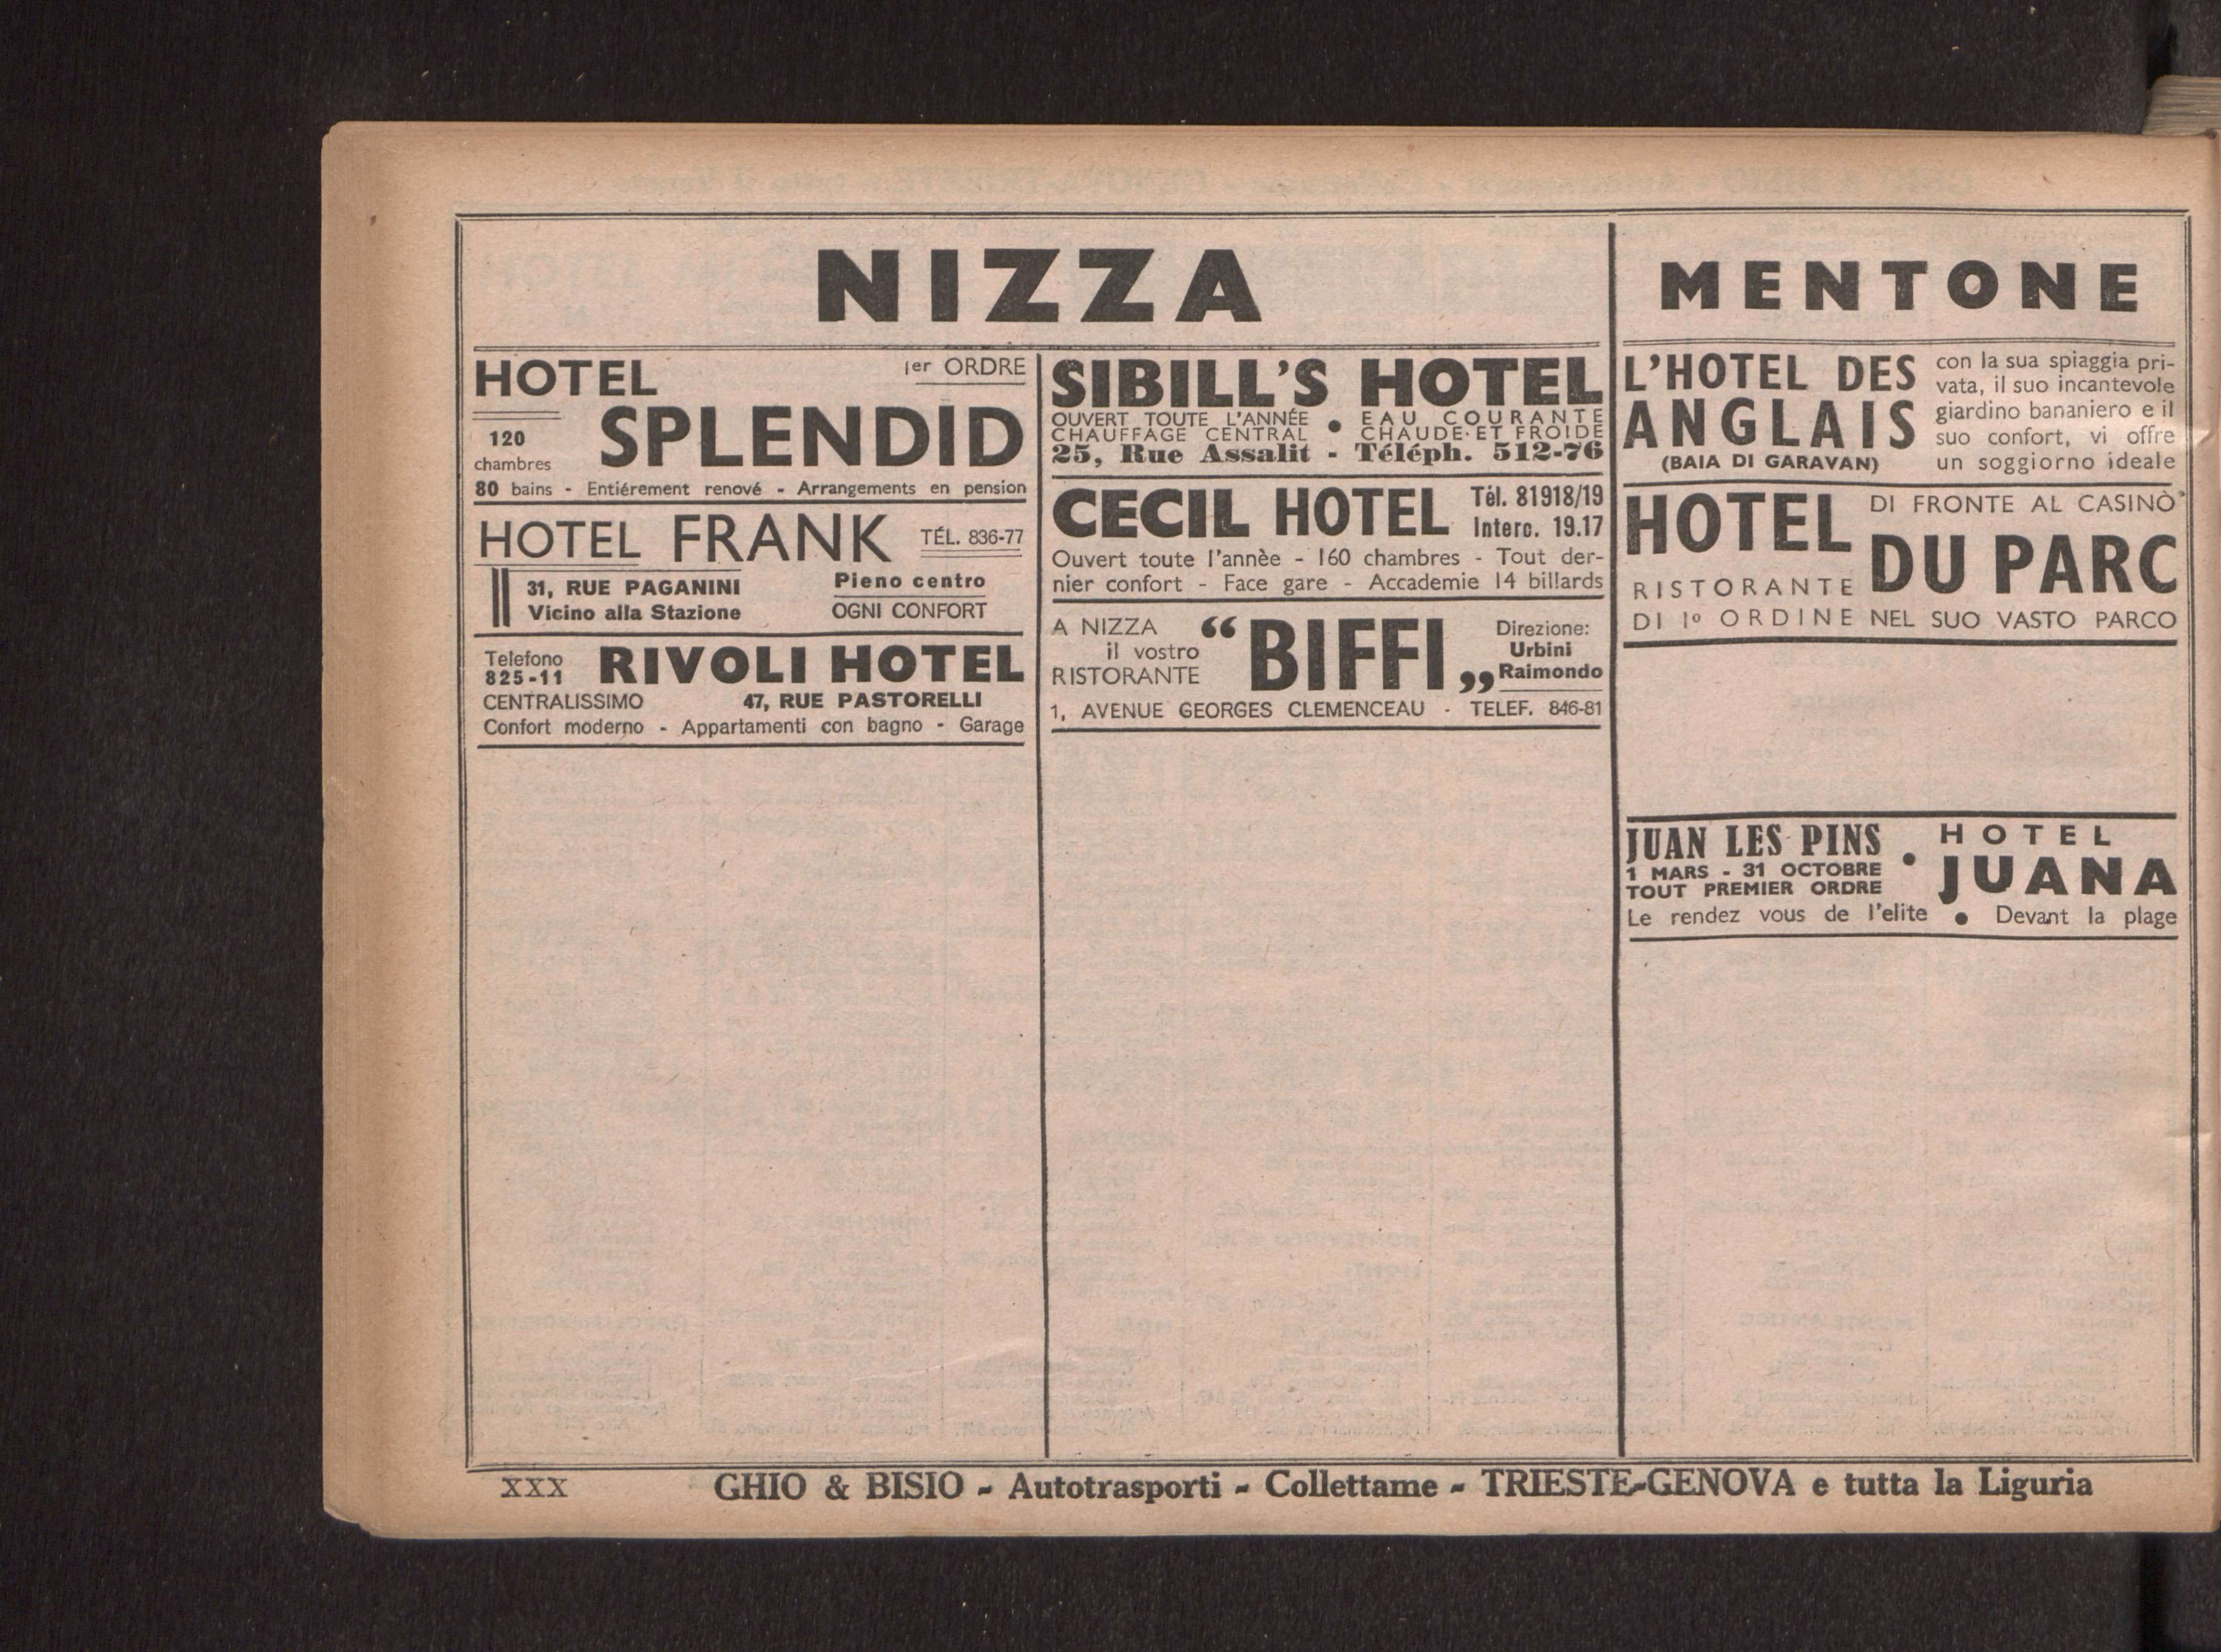 NIZZA
HOTEL
1er ORDRE
120
chambres
SPLENDID
80 bains - Entiérement renové - Arrangements en pension
HOTEL FRANK TÉL. 836-77
31, RUE PAGANINI
Vicino alla Stazione
Pieno centro
OGNI CONFORT
Telefono
825-11
RIVOLI HOTEL
CENTRALISSIMO 47, RUE PASTORELLI
Confort moderno - Appartamenti con bagno - Garage
SIBILL'S HOTEL
OUVERT TOUTE L'ANNÉE • EAU COURANTE
CHAUFFAGE CENTRAL CHAUDE·ET FROIDE
25, Rue Assalit - Téléph. 512-76
CECIL HOTEL
Tél. 81918/19
Interc. 19.17
Ouvert toute l'annèe - 160 chambres - Tout der-
nier confort - Face gare - Accademie 14 billards
A NIZZA
il vostro
RISTORANTE
“BIFFI„
Direzione:
Urbini
Raimondo
1, AVENUE GEORGES CLEMENCEAU - TELEF. 846-81
MENTONE
L'HOTEL DES
ANGLAIS
(BAIA DI GARAVAN)
con la sua spiaggia pri-
vata, il suo incantevole
giardino bananiero e il
suo confort, vi offre
un soggiorno ideale
HOTEL
DI FRONTE AL CASINÒ
DU PARC
RISTORANTE
DI 1º ORDINE NEL SUO VASTO PARCO
JUAN LES PINS
1 MARS - 31 OCTOBRE
TOUT PREMIER ORDRE
• HOTEL
JUANA
Le rendez vous de l'elite • Devant la plage
XXX GHIO & BISIO - Autotrasporti - Collettame - TRIESTE-GENOVA e tutta la Liguria